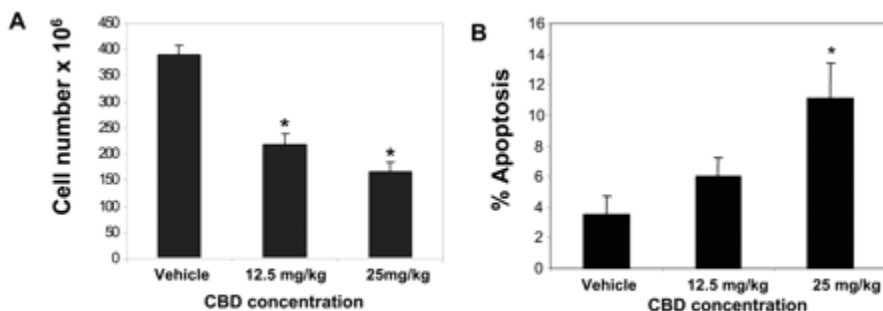 A
Cell number x 10⁶
450
400
350
300
250
200
150
100
50
0
*
*
Vehicle 12.5 mg/kg 25mg/kg
CBD concentration
B
% Apoptosis
16
14
12
10
8
6
4
2
0
*
Vehicle 12.5 mg/kg 25 mg/kg
CBD concentration